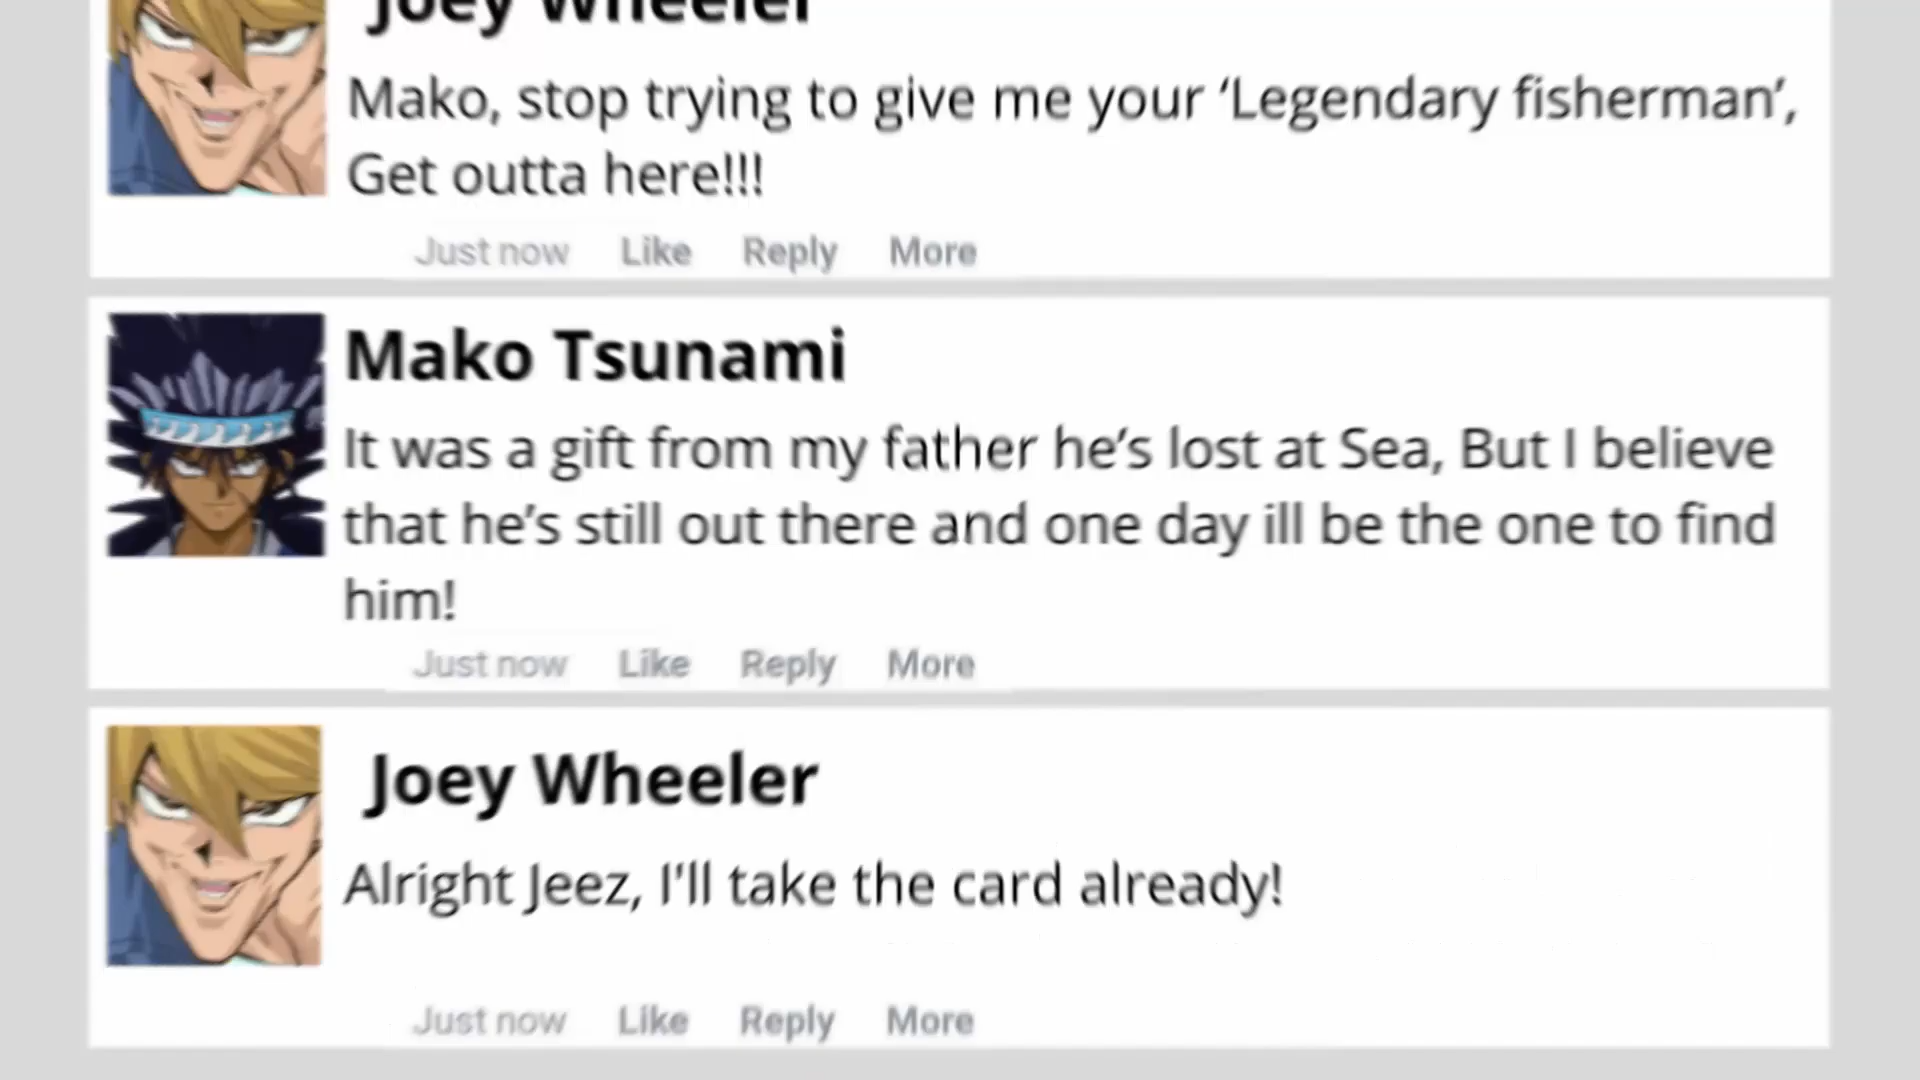 Joey Wheeler
Mako, stop trying to give me your ‘Legendary fisherman’,
Get outta here!!!
Just now Like Reply More
Mako Tsunami
It was a gift from my father he’s lost at Sea, But I believe
that he’s still out there and one day ill be the one to find
him!
Just now Like Reply More
Joey Wheeler
Alright Jeez, I'll take the card already!
Just now Like Reply More